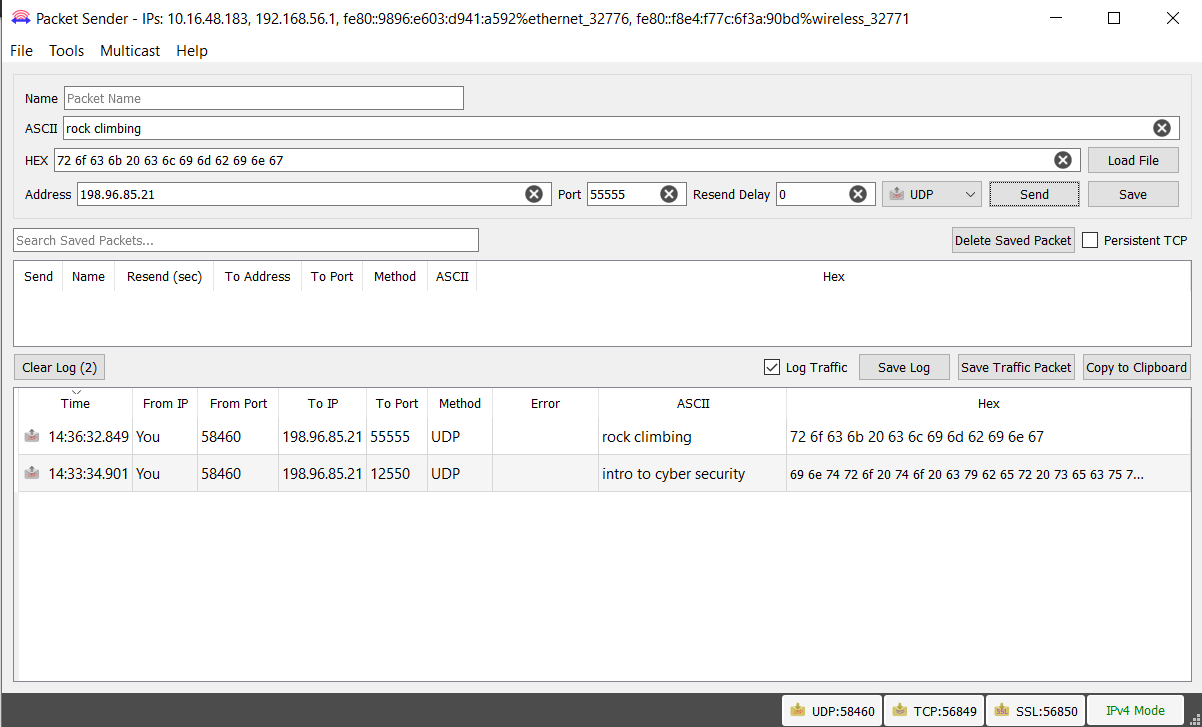 Packet Sender - IPs: 10.16.48.183, 192.168.56.1, fe80::9896:e603:d941:a592%ethernet_32776, fe80::f8e4:f77c:6f3a:90bd%wireless_32771
File Tools Multicast Help
Name Packet Name
ASCII rock climbing
HEX 72 6f 63 6b 20 63 6c 69 6d 62 69 6e 67 Load File
Address 198.96.85.21 Port 55555 Resend Delay 0 UDP Send Save
Search Saved Packets... Delete Saved Packet Persistent TCP
Send Name Resend (sec) To Address To Port Method ASCII Hex
Clear Log (2) Log Traffic Save Log Save Traffic Packet Copy to Clipboard
Time From IP From Port To IP To Port Method Error ASCII Hex
14:36:32.849 You 58460 198.96.85.21 55555 UDP rock climbing 72 6f 63 6b 20 63 6c 69 6d 62 69 6e 67
14:33:34.901 You 58460 198.96.85.21 12550 UDP intro to cyber security 69 6e 74 72 6f 20 74 6f 20 63 79 62 65 72 20 73 65 63 75 7...
UDP:58460 SSL TCP:56849 SSL:56850 IPv4 Mode